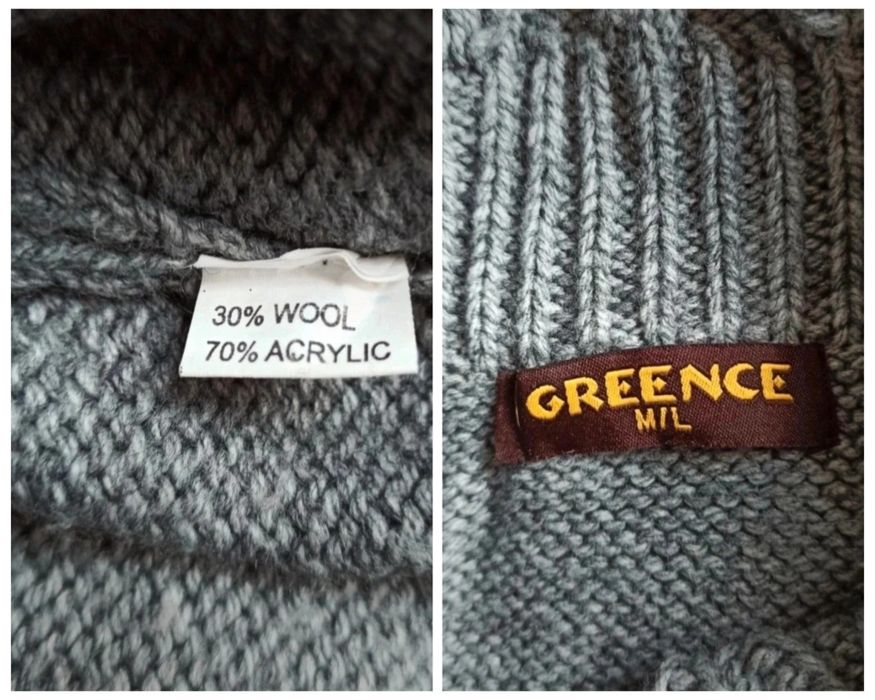 30% WOOL
70% ACRYLIC
GREENCE
M/L